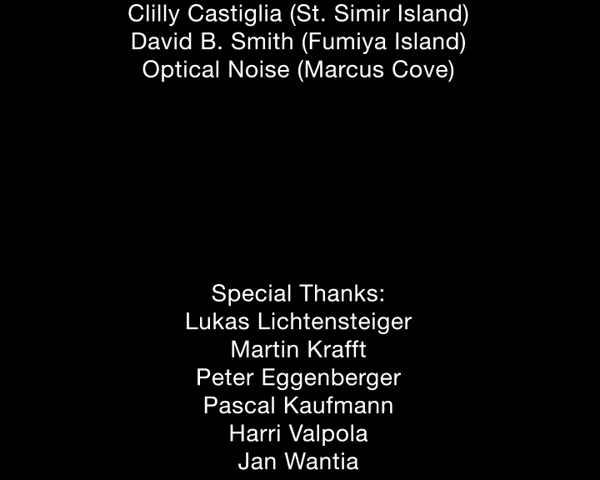 Clilly Castiglia (St. Simir Island)
David B. Smith (Fumiya Island)
Optical Noise (Marcus Cove)
Special Thanks:
Lukas Lichtensteiger
Martin Krafft
Peter Eggenberger
Pascal Kaufmann
Harri Valpola
Jan Wantia